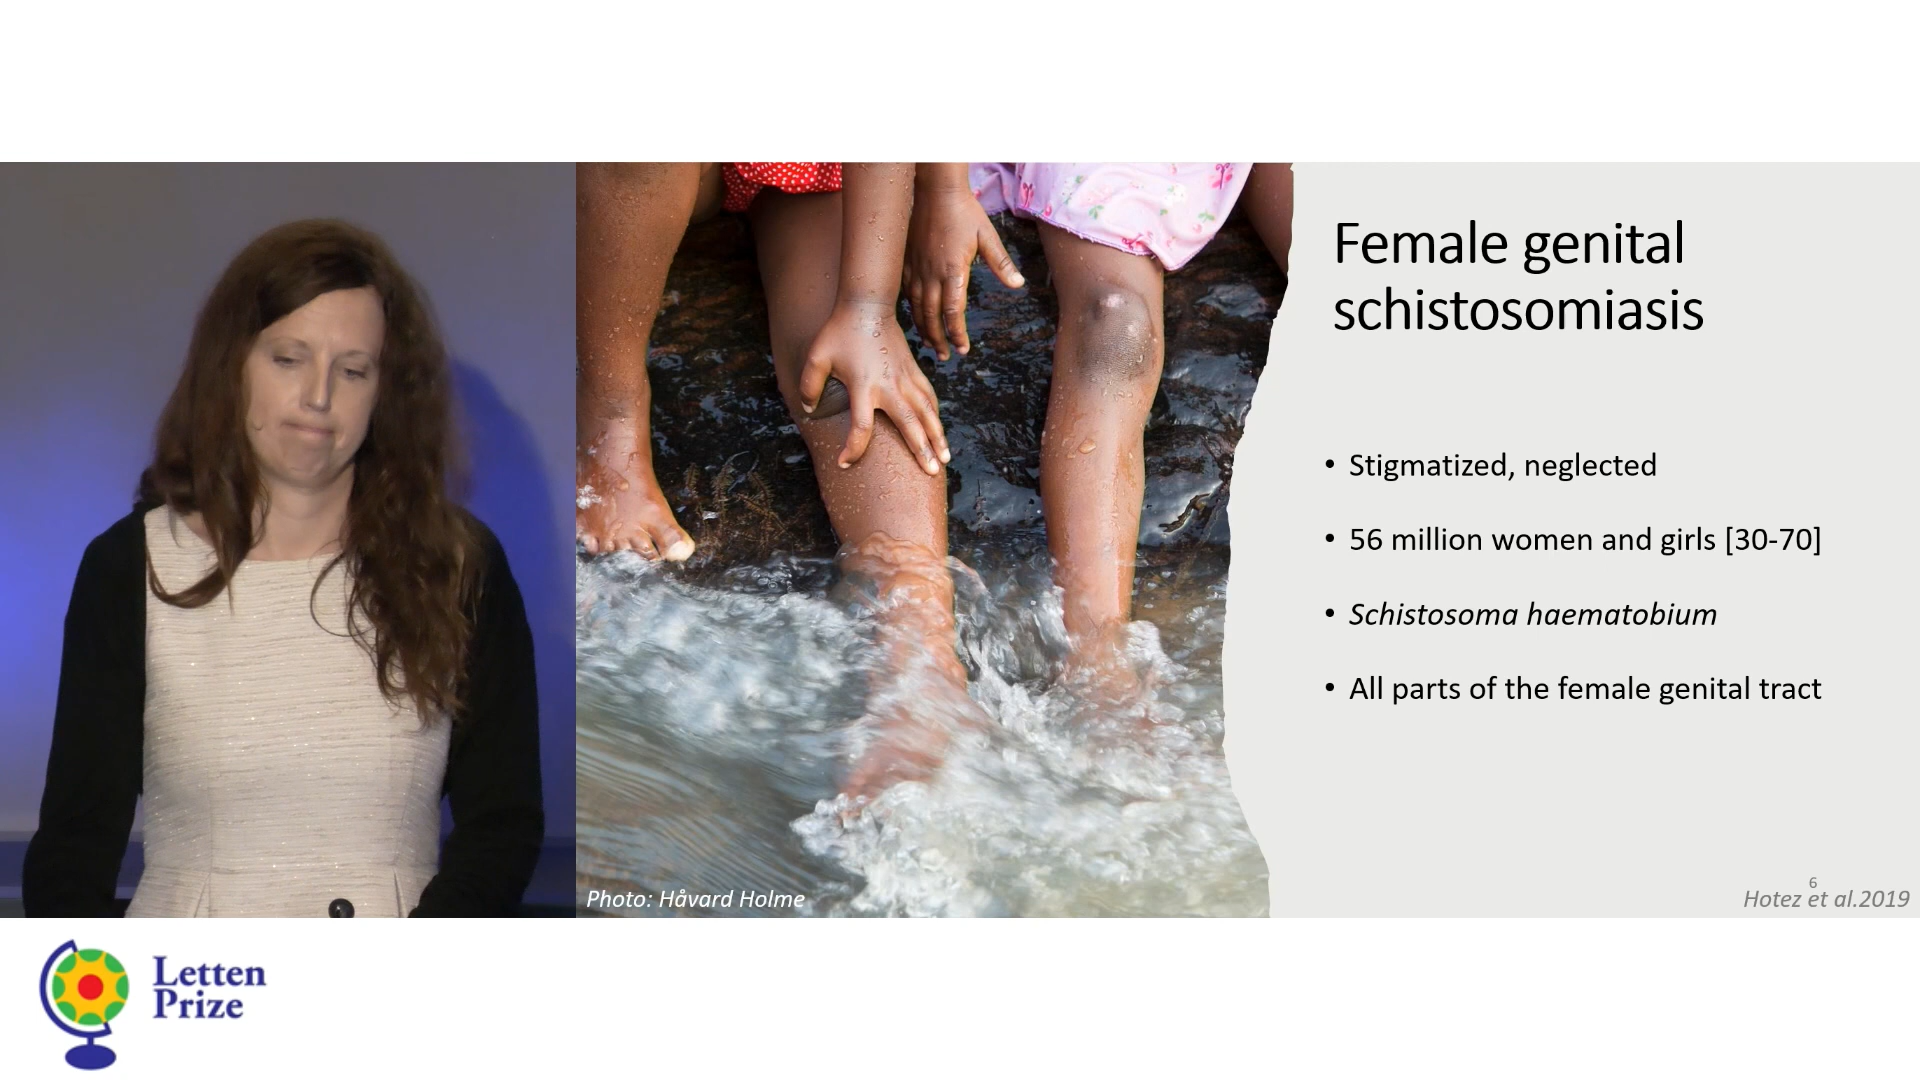 Female genital
schistosomiasis
• Stigmatized, neglected
• 56 million women and girls [30-70]
• Schistosoma haematobium
• All parts of the female genital tract
Photo: Håvard Holme
6
Hotez et al.2019
Letten
Prize